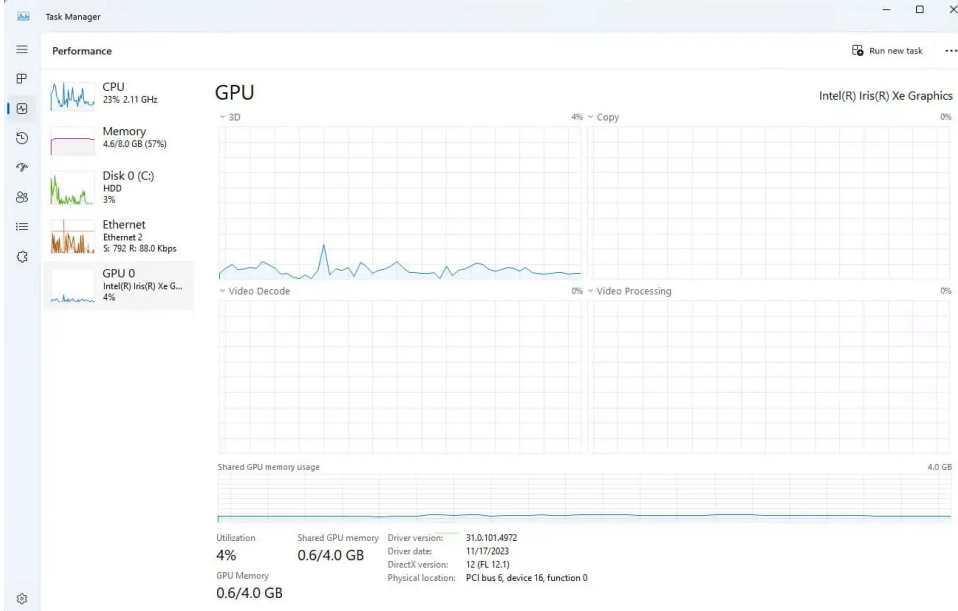 Task Manager
Performance
Run new task
CPU
23% 2.11 GHz
Memory
4.6/8.0 GB (57%)
Disk 0 (C:)
HDD
3%
Ethernet
Ethernet 2
S: 792 R: 88.0 Kbps
GPU 0
Intel(R) Iris(R) Xe G...
4%
GPU
Intel(R) Iris(R) Xe Graphics
3D 4%
Copy 0%
Video Decode 0%
Video Processing 0%
Shared GPU memory usage 4.0 GB
Utilization
4%
Shared GPU memory
0.6/4.0 GB
GPU Memory
0.6/4.0 GB
Driver version: 31.0.101.4972
Driver date: 11/17/2023
DirectX version: 12 (FL 12.1)
Physical location: PCI bus 6, device 16, function 0